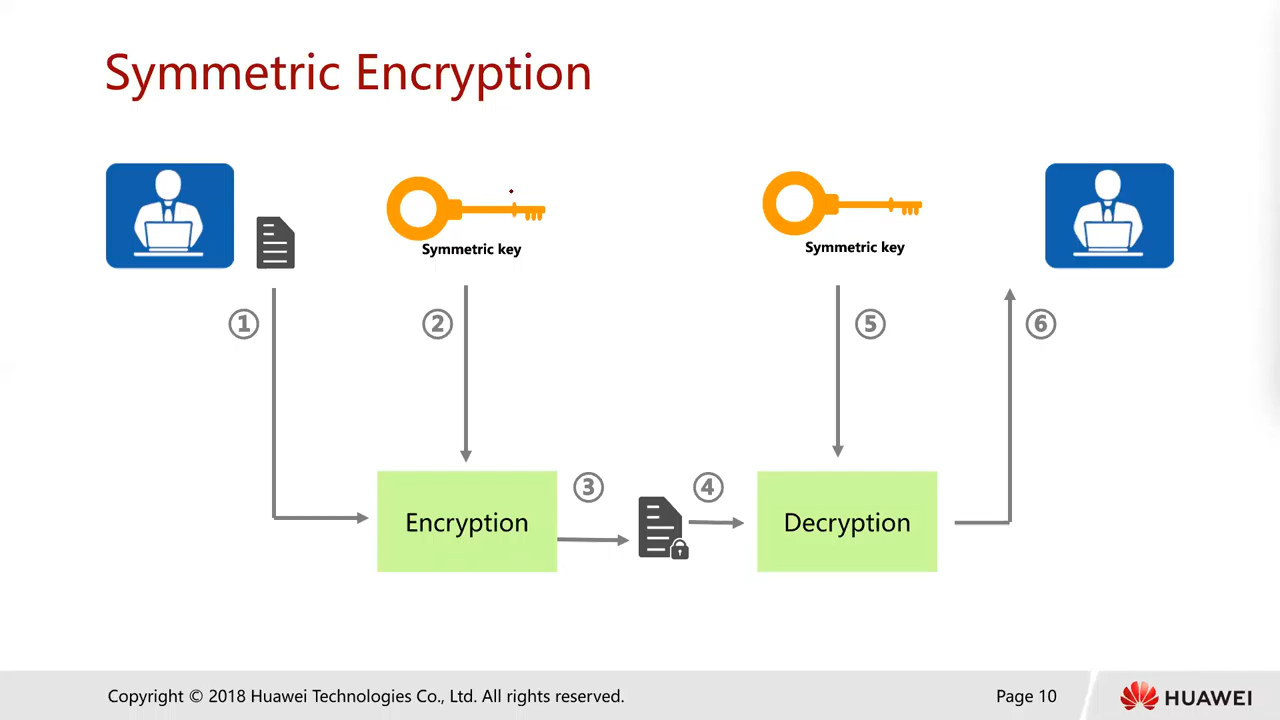 Symmetric Encryption
Symmetric key
Symmetric key
① ② ⑤ ⑥
③ ④
Encryption
Decryption
Copyright © 2018 Huawei Technologies Co., Ltd. All rights reserved.
Page 10
HUAWEI